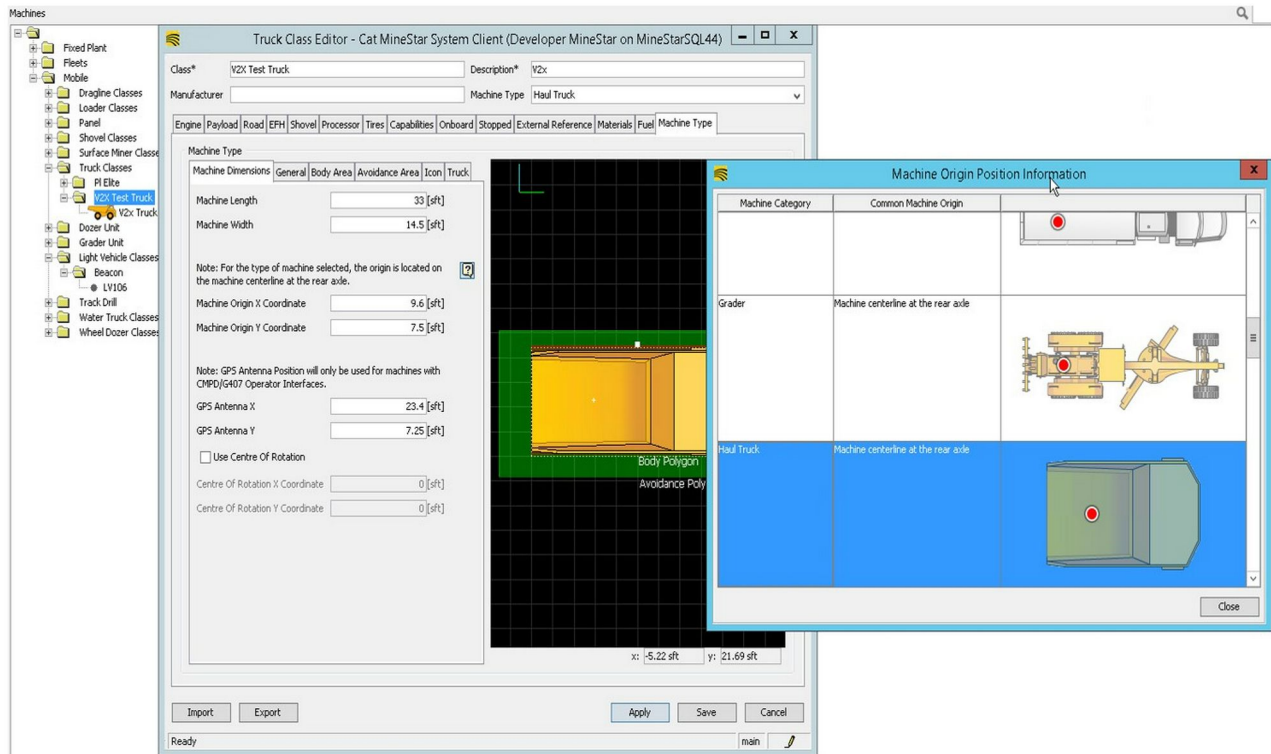 Machines
Fixed Plant
Fleets
Mobile
Dragline Classes
Loader Classes
Panel
Shovel Classes
Surface Miner Classe
Truck Classes
Pl Elite
V2X Test Truck
V2x Truck
Dozer Unit
Grader Unit
Light Vehicle Classes
Beacon
LV106
Track Drill
Water Truck Classes
Wheel Dozer Classes
Truck Class Editor - Cat MineStar System Client (Developer MineStar on MineStarSQL44)
Class* V2X Test Truck Description* V2x
Manufacturer Machine Type Haul Truck
Engine Payload Road EFH Shovel Processor Tires Capabilities Onboard Stopped External Reference Materials Fuel Machine Type
Machine Type
Machine Dimensions General Body Area Avoidance Area Icon Truck
Machine Length 33 [sft]
Machine Width 14.5 [sft]
Note: For the type of machine selected, the origin is located on
the machine centerline at the rear axle.
Machine Origin X Coordinate 9.6 [sft]
Machine Origin Y Coordinate 7.5 [sft]
Note: GPS Antenna Position will only be used for machines with
CMPD/G407 Operator Interfaces.
GPS Antenna X 23.4 [sft]
GPS Antenna Y 7.25 [sft]
Use Centre Of Rotation
Centre Of Rotation X Coordinate 0 [sft]
Centre Of Rotation Y Coordinate 0 [sft]
Body Polygon
Avoidance Poly
x: -5.22 sft y: 21.69 sft
Import Export Apply Save Cancel
Ready main
Machine Origin Position Information
Machine Category Common Machine Origin
Grader Machine centerline at the rear axle
Haul Truck Machine centerline at the rear axle
Close